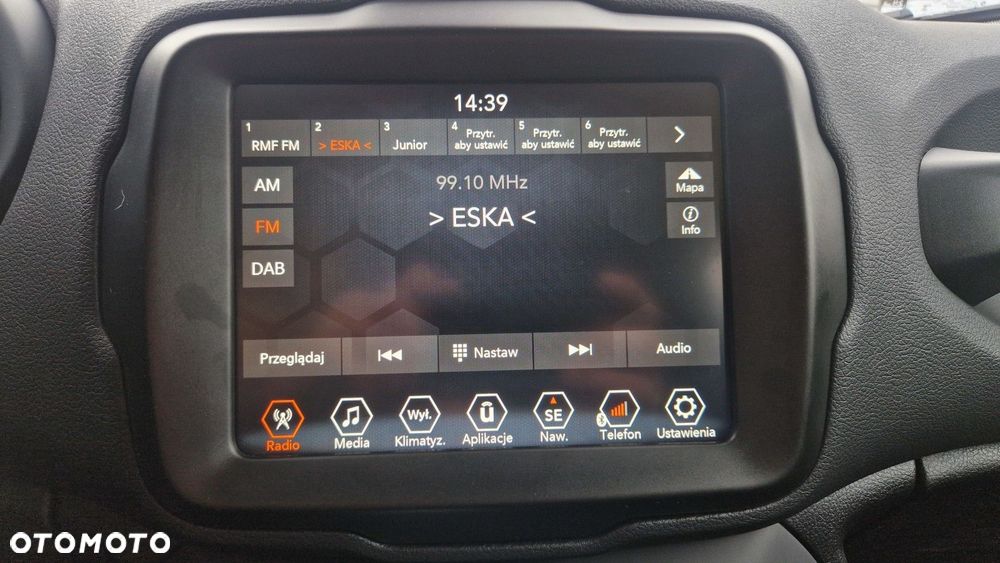 14:39
1 RMF FM
2 > ESKA <
3 Junior
4 Przytr. aby ustawić
5 Przytr. aby ustawić
6 Przytr. aby ustawić
>
AM
99.10 MHz
Mapa
FM
> ESKA <
Info
DAB
Przeglądaj
Nastaw
Audio
Wył.
SE
Radio
Media
Klimatyz.
Aplikacje
Naw.
Telefon
Ustawienia
OTOMOTO